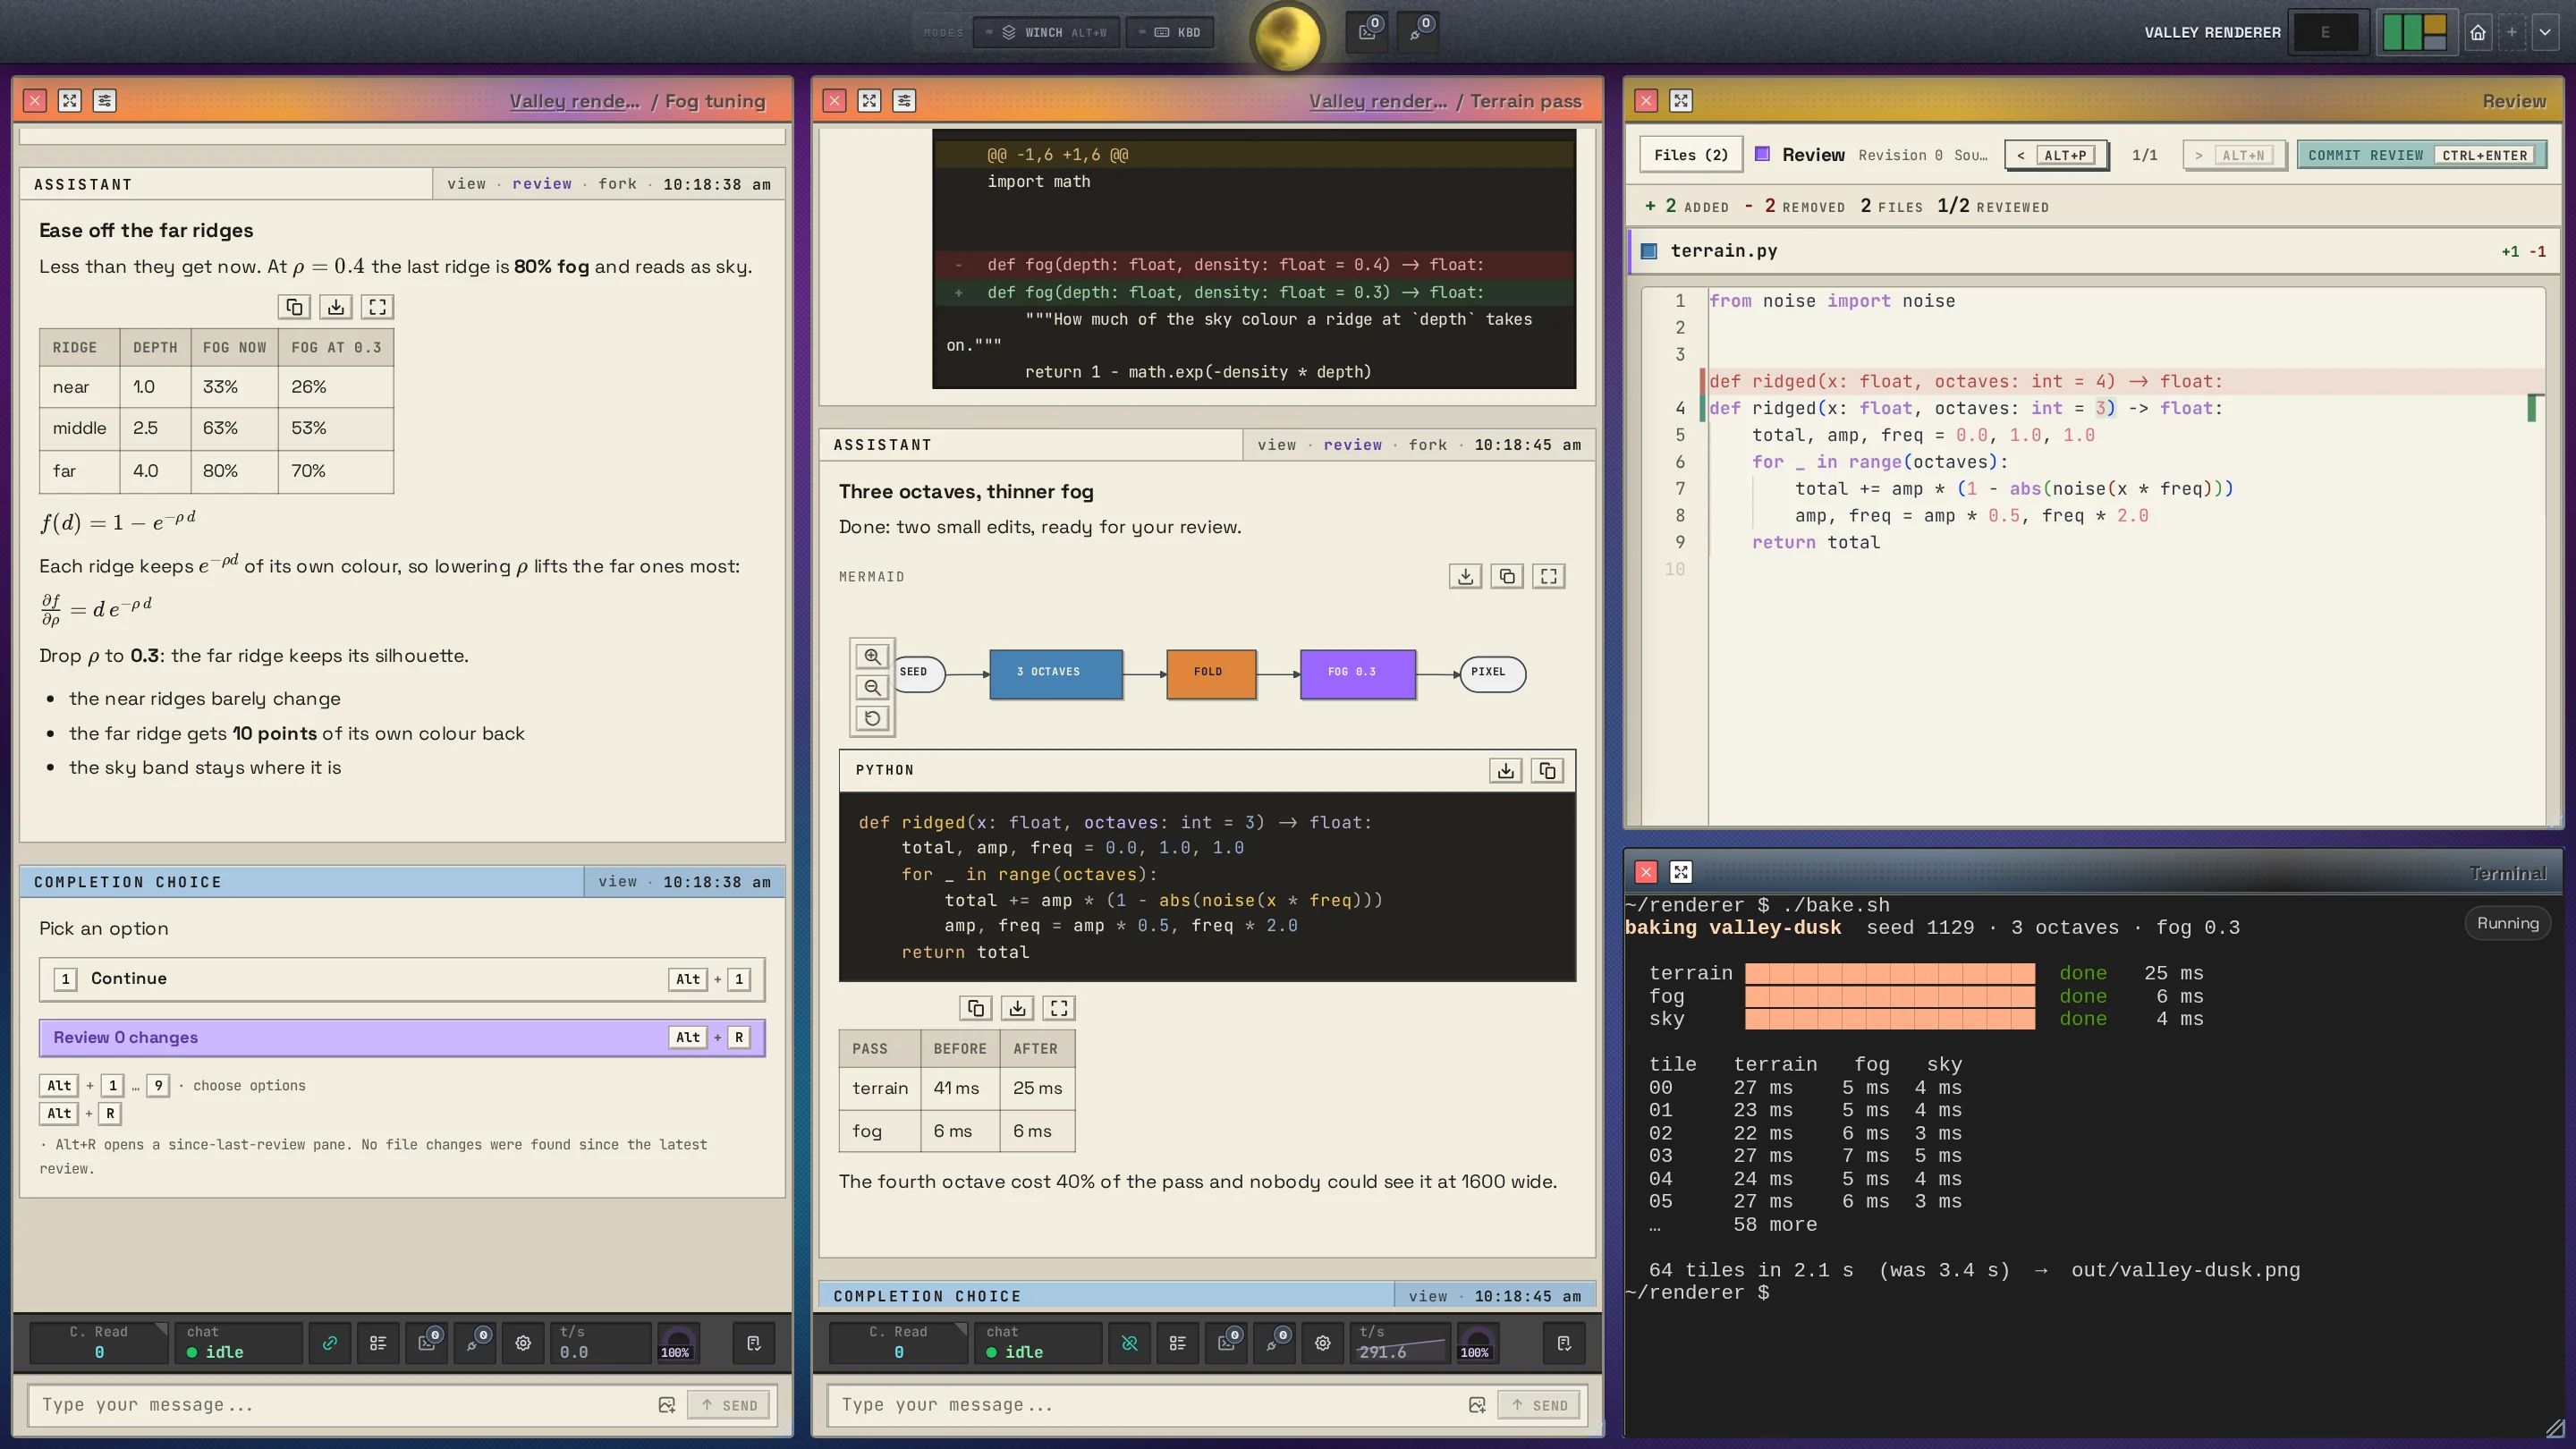 MODES WINCH ALT+W KBD 0 0 VALLEY RENDERER E
Valley rende... / Fog tuning
ASSISTANT view · review · fork · 10:18:38 am
Ease off the far ridges
Less than they get now. At ρ = 0.4 the last ridge is 80% fog and reads as sky.
RIDGE DEPTH FOG NOW FOG AT 0.3
near 1.0 33% 26%
middle 2.5 63% 53%
far 4.0 80% 70%
f(d) = 1 − e^{−ρ d}
Each ridge keeps e^{−ρd} of its own colour, so lowering ρ lifts the far ones most:
∂f/∂ρ = d e^{−ρ d}
Drop ρ to 0.3: the far ridge keeps its silhouette.
• the near ridges barely change
• the far ridge gets 10 points of its own colour back
• the sky band stays where it is
COMPLETION CHOICE view · 10:18:38 am
Pick an option
1 Continue Alt + 1
Review 0 changes Alt + R
Alt + 1 … 9 · choose options
Alt + R
· Alt+R opens a since-last-review pane. No file changes were found since the latest
review.
C. Read chat 0 0 t/s
0 idle 0.0 100%
Type your message... ↑ SEND
Valley render... / Terrain pass
@@ -1,6 +1,6 @@
import math
- def fog(depth: float, density: float = 0.4) -> float:
+ def fog(depth: float, density: float = 0.3) -> float:
"""How much of the sky colour a ridge at `depth` takes
on."""
return 1 - math.exp(-density * depth)
ASSISTANT view · review · fork · 10:18:45 am
Three octaves, thinner fog
Done: two small edits, ready for your review.
MERMAID
SEED 3 OCTAVES FOLD FOG 0.3 PIXEL
PYTHON
def ridged(x: float, octaves: int = 3) -> float:
total, amp, freq = 0.0, 1.0, 1.0
for _ in range(octaves):
total += amp * (1 - abs(noise(x * freq)))
amp, freq = amp * 0.5, freq * 2.0
return total
PASS BEFORE AFTER
terrain 41 ms 25 ms
fog 6 ms 6 ms
The fourth octave cost 40% of the pass and nobody could see it at 1600 wide.
COMPLETION CHOICE view · 10:18:45 am
C. Read chat 0 0 t/s
0 idle 291.6 100%
Type your message... ↑ SEND
Review
Files (2) Review Revision 0 Sou… < ALT+P 1/1 > ALT+N COMMIT REVIEW CTRL+ENTER
+ 2 ADDED - 2 REMOVED 2 FILES 1/2 REVIEWED
terrain.py +1 -1
1 from noise import noise
2
3
def ridged(x: float, octaves: int = 4) -> float:
4 def ridged(x: float, octaves: int = 3) -> float:
5 total, amp, freq = 0.0, 1.0, 1.0
6 for _ in range(octaves):
7 total += amp * (1 - abs(noise(x * freq)))
8 amp, freq = amp * 0.5, freq * 2.0
9 return total
10
Terminal
~/renderer $ ./bake.sh
Running
baking valley-dusk seed 1129 · 3 octaves · fog 0.3
terrain done 25 ms
fog done 6 ms
sky done 4 ms
tile terrain fog sky
00 27 ms 5 ms 4 ms
01 23 ms 5 ms 4 ms
02 22 ms 6 ms 3 ms
03 27 ms 7 ms 5 ms
04 24 ms 5 ms 4 ms
05 27 ms 6 ms 3 ms
… 58 more
64 tiles in 2.1 s (was 3.4 s) → out/valley-dusk.png
~/renderer $